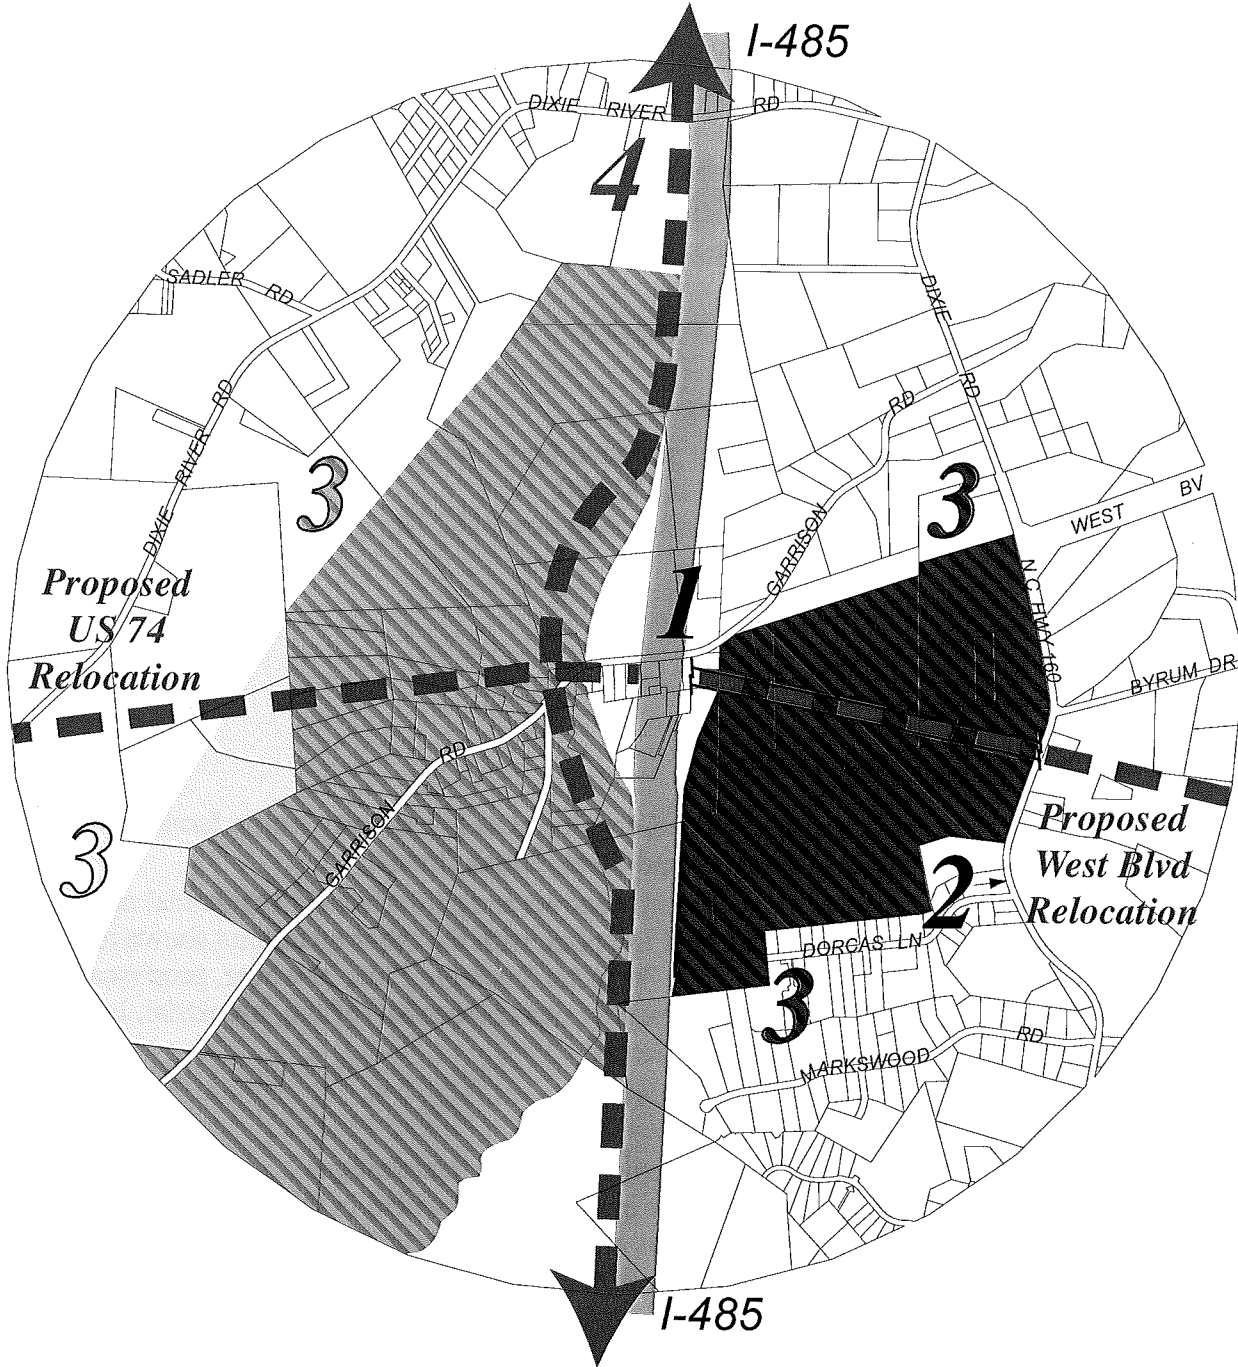 I-485
DIXIE RIVER RD
4
SADLER RD
DIXIE RD
GARRISON RD
DIXIE RIVER RD
3
3
WEST BV
N C HWY 160
1
Proposed
US 74
Relocation
BYRUM DR
GARRISON RD
3
Proposed
West Blvd
Relocation
2
DORCAS LN
3
MARKSWOOD RD
I-485